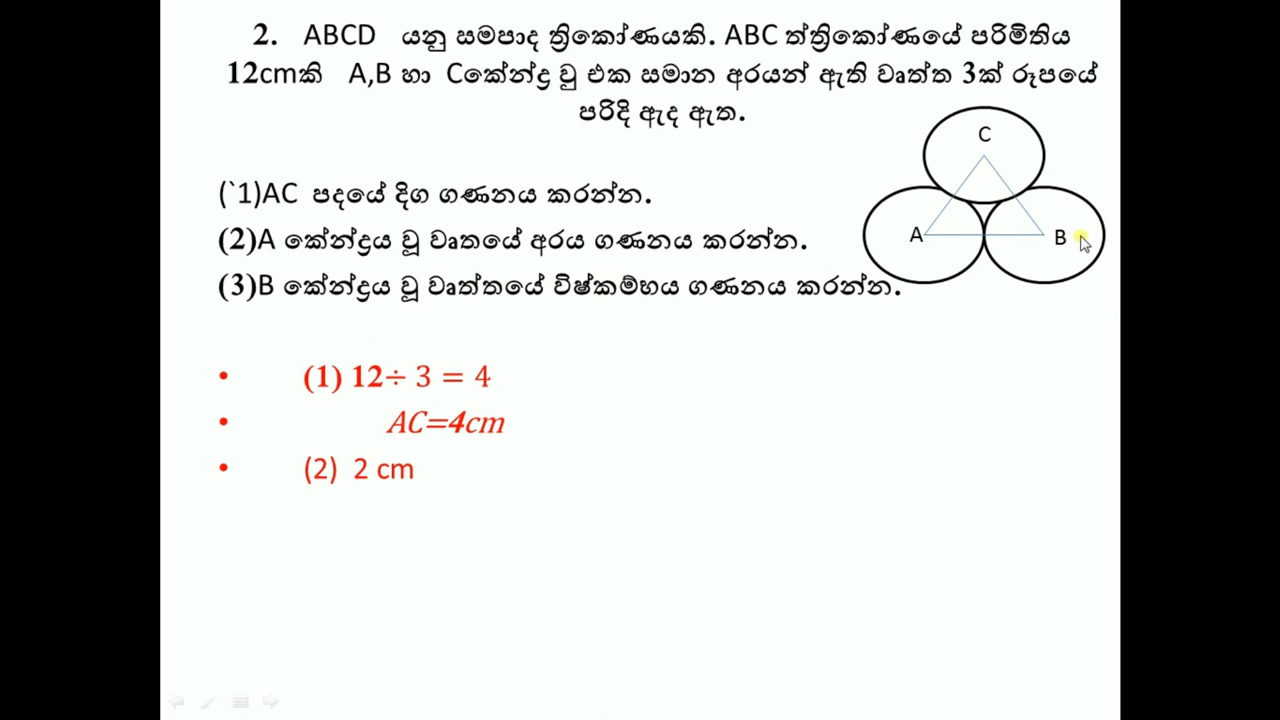 2. ABCD යනු සමපාද ත්‍රිකෝණයකි. ABC ත්ත්‍රිකෝණයේ පරිමිතිය
12cmකි A,B හා Cකේන්ද්‍ර වු එක සමාන අරයන් ඇති වෘත්ත 3ක් රූපයේ
පරිදි ඇද ඇත.
C
A
B
(`1)AC පදයේ දිග ගණනය කරන්න.
(2)A කේන්ද්‍රය වූ වෘතයේ අරය ගණනය කරන්න.
(3)B කේන්ද්‍රය වූ වෘත්තයේ විෂ්කම්භය ගණනය කරන්න.
• (1) 12÷ 3 = 4
• AC=4cm
• (2) 2 cm